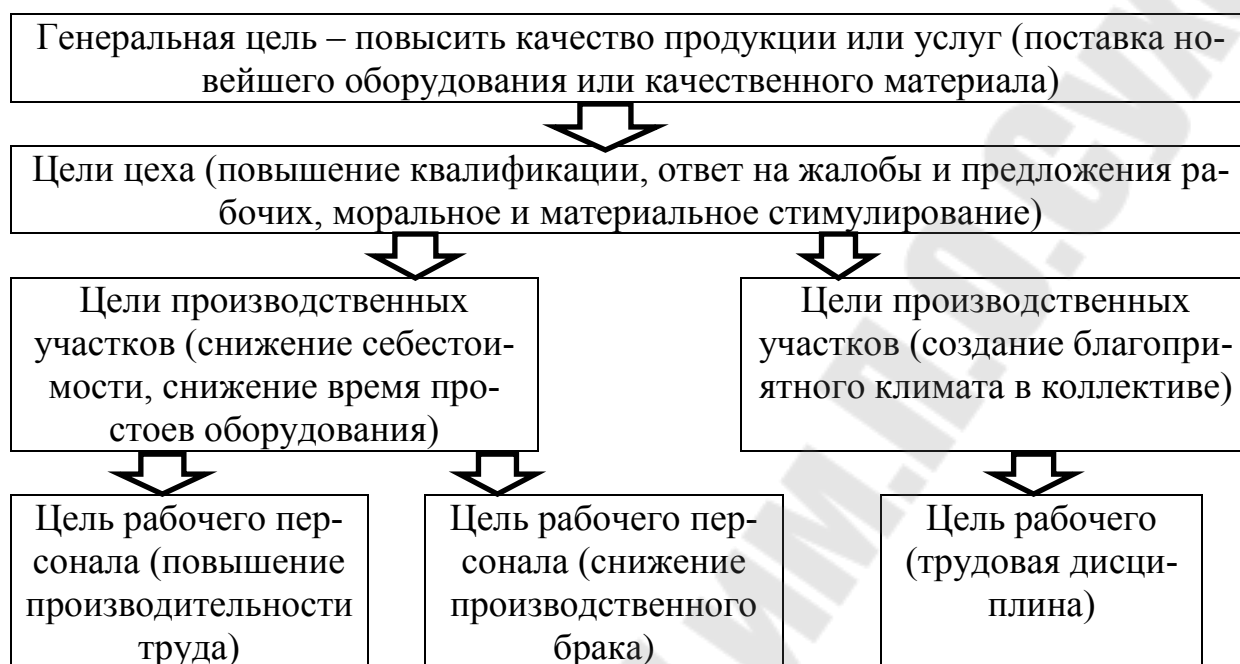 Генеральная цель – повысить качество продукции или услуг (поставка но-
вейшего оборудования или качественного материала)
Цели цеха (повышение квалификации, ответ на жалобы и предложения ра-
бочих, моральное и материальное стимулирование)
Цели производственных
участков (снижение себестои-
мости, снижение время про-
стоев оборудования)
Цели производственных
участков (создание благопри-
ятного климата в коллективе)
Цель рабочего пер-
сонала (повышение
производительности
труда)
Цель рабочего пер-
сонала (снижение
производственного
брака)
Цель рабочего
(трудовая дисци-
плина)
им.П.О.Сухо